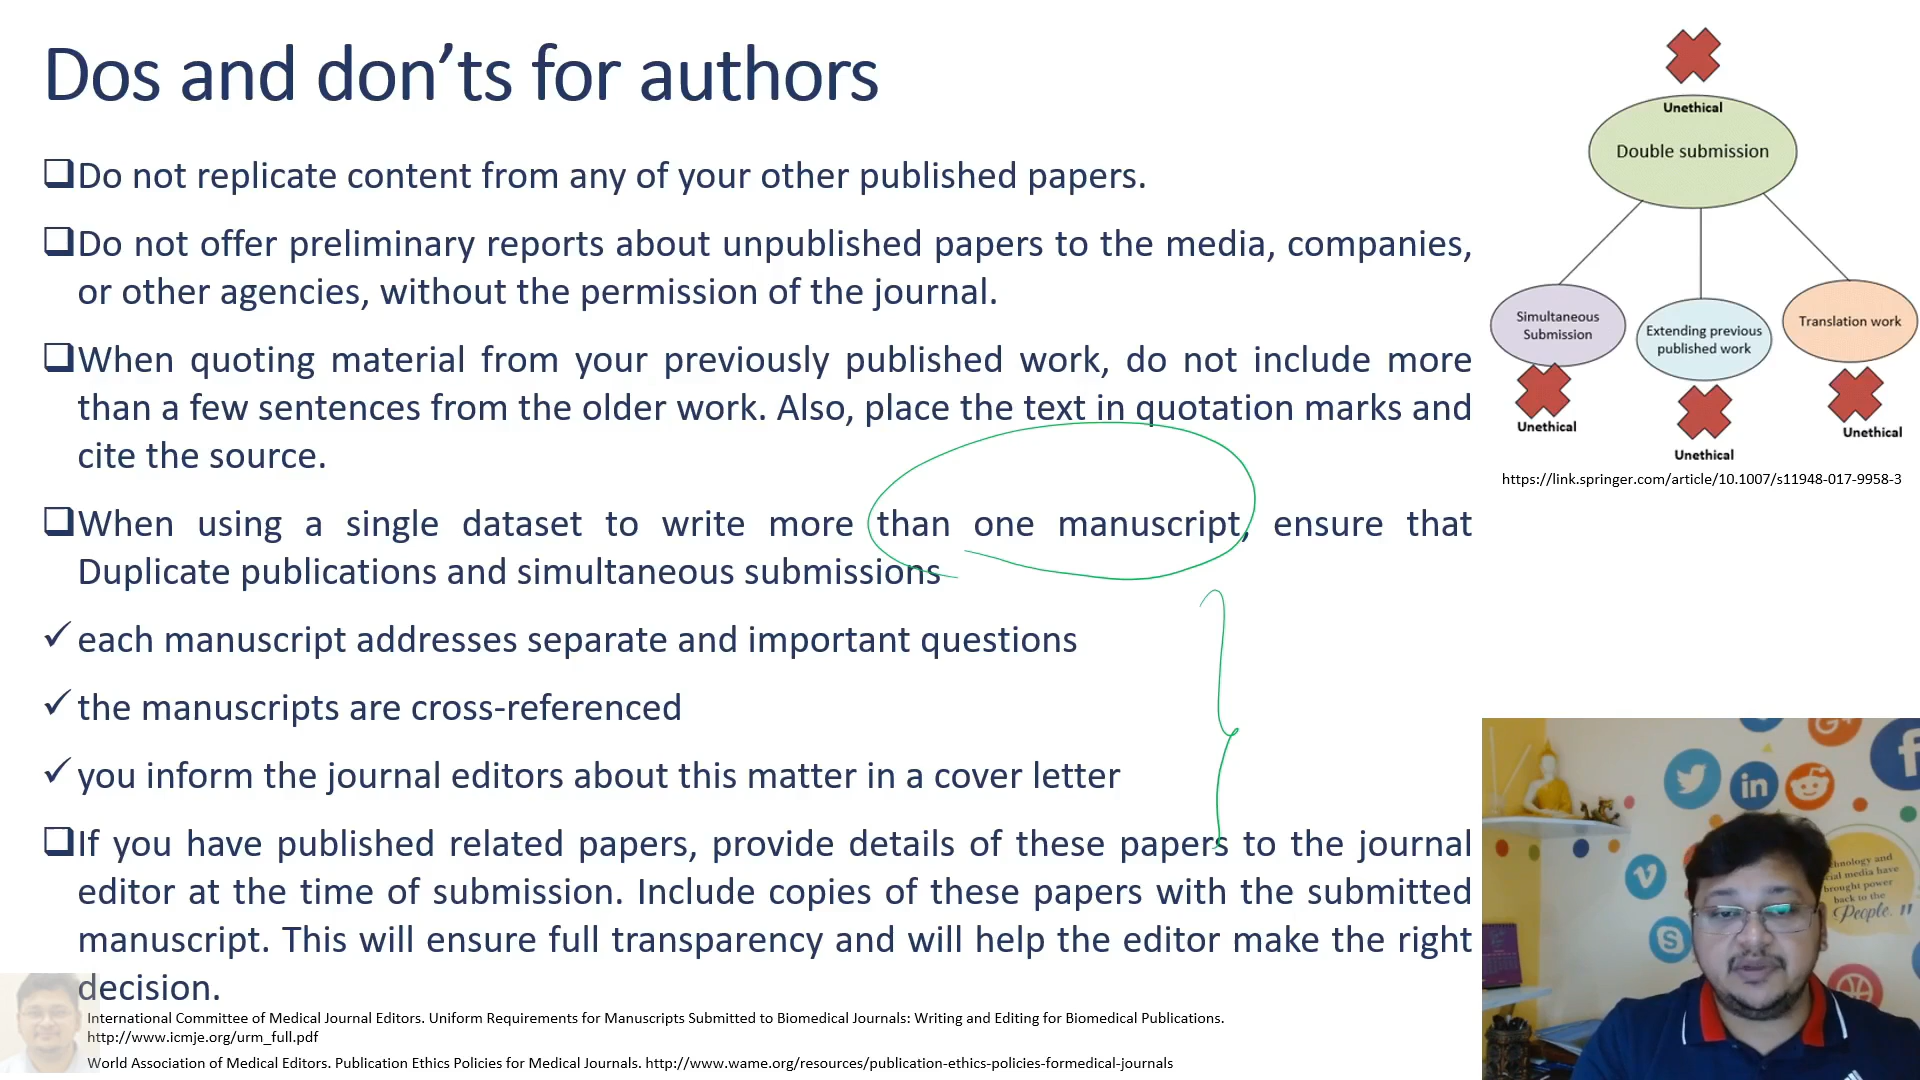 Dos and don’ts for authors
❑Do not replicate content from any of your other published papers.
❑Do not offer preliminary reports about unpublished papers to the media, companies,
or other agencies, without the permission of the journal.
❑When quoting material from your previously published work, do not include more
than a few sentences from the older work. Also, place the text in quotation marks and
cite the source.
❑When using a single dataset to write more than one manuscript, ensure that
Duplicate publications and simultaneous submissions
✓each manuscript addresses separate and important questions
✓the manuscripts are cross-referenced
✓you inform the journal editors about this matter in a cover letter
❑If you have published related papers, provide details of these papers to the journal
editor at the time of submission. Include copies of these papers with the submitted
manuscript. This will ensure full transparency and will help the editor make the right
decision.
International Committee of Medical Journal Editors. Uniform Requirements for Manuscripts Submitted to Biomedical Journals: Writing and Editing for Biomedical Publications.
http://www.icmje.org/urm_full.pdf
World Association of Medical Editors. Publication Ethics Policies for Medical Journals. http://www.wame.org/resources/publication-ethics-policies-formedical-journals
Unethical
Double submission
Simultaneous
Submission
Extending previous
published work
Translation work
Unethical
Unethical
Unethical
https://link.springer.com/article/10.1007/s11948-017-9958-3
G+
f
in
media have
brought power
back to the
People.